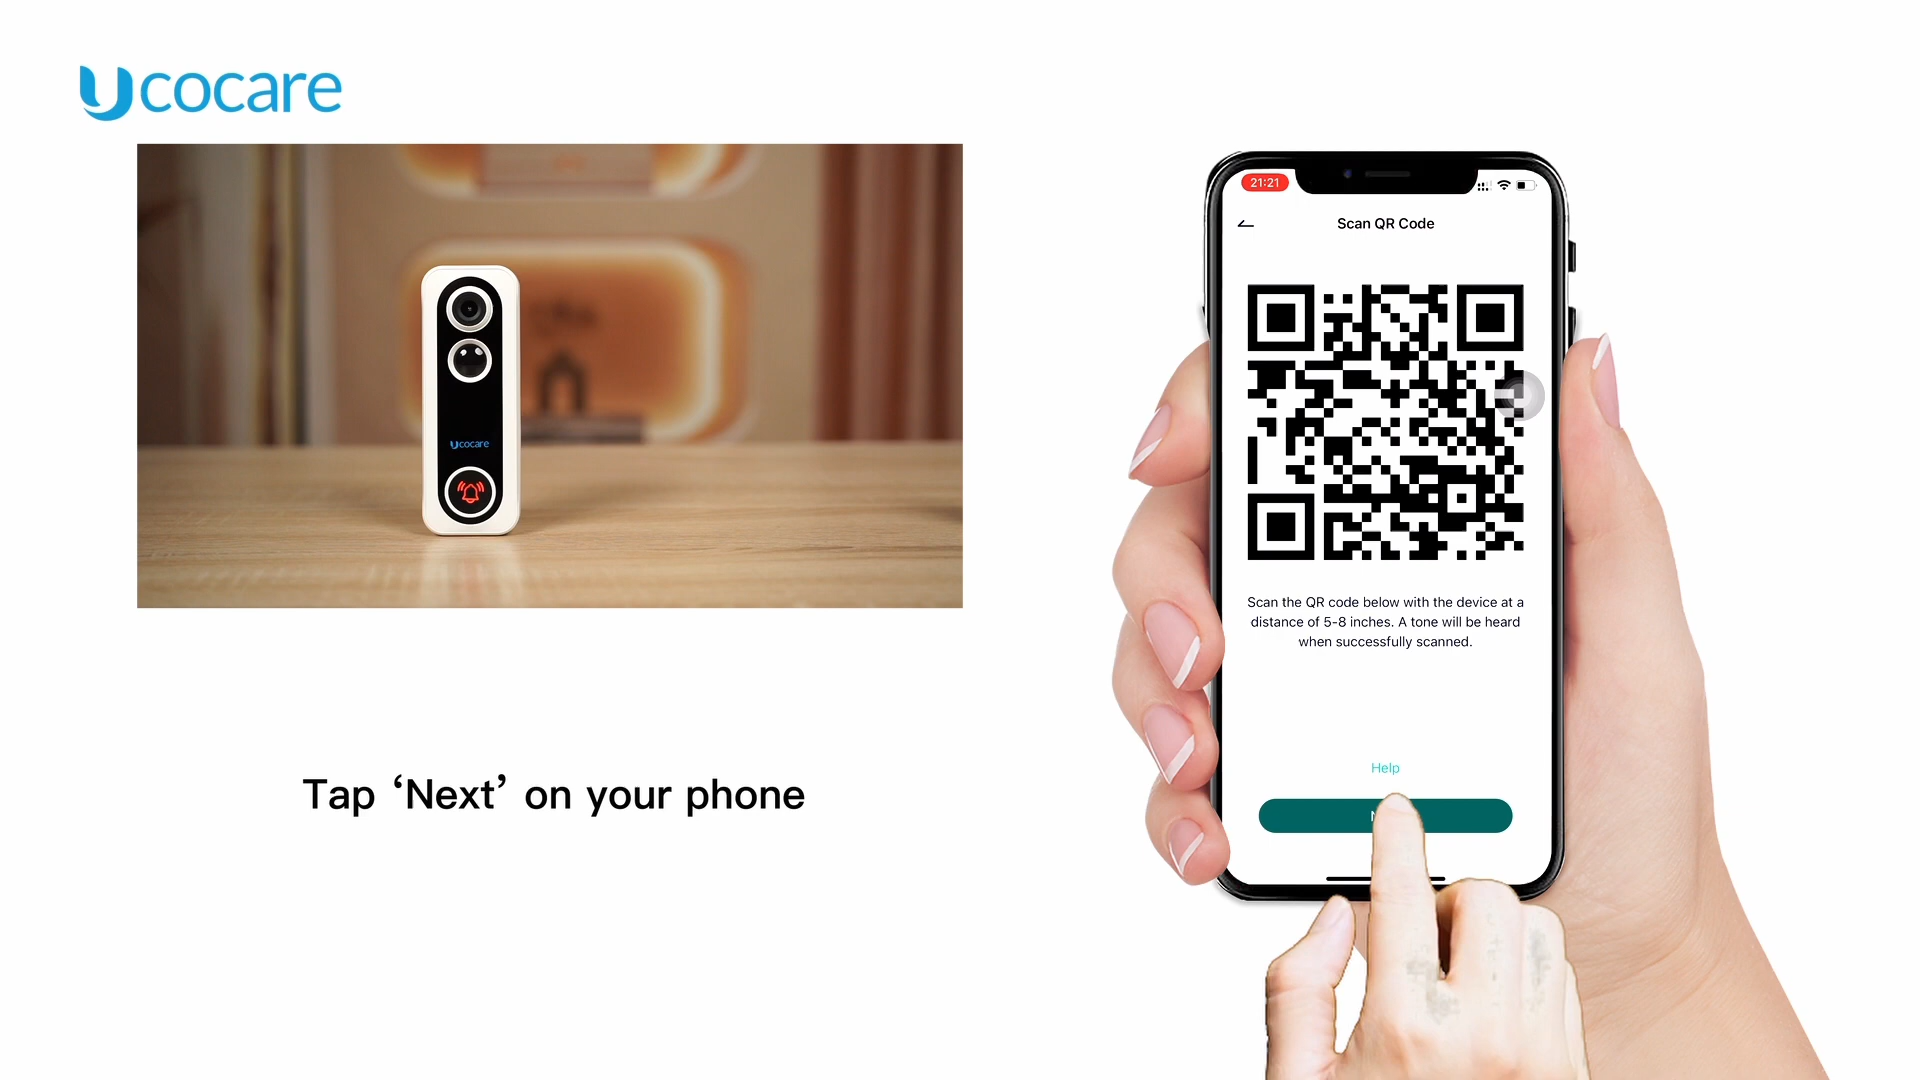 Ucocare
Ucocare
Tap ‘Next’ on your phone
21:21
Scan QR Code
Scan the QR code below with the device at a
distance of 5-8 inches. A tone will be heard
when successfully scanned.
Help